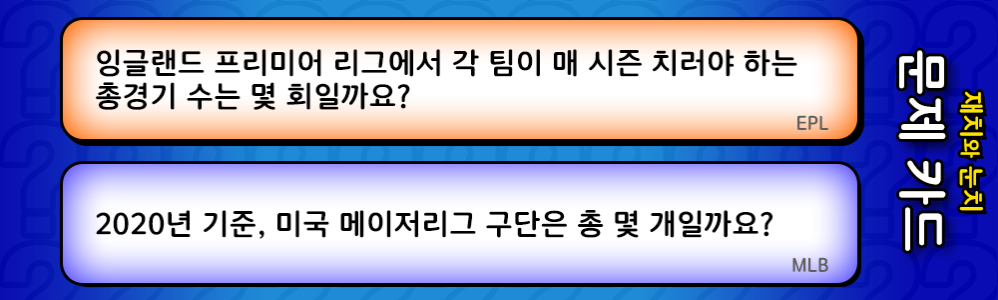 잉글랜드 프리미어 리그에서 각 팀이 매 시즌 치러야 하는
총경기 수는 몇 회일까요?
EPL
2020년 기준, 미국 메이저리그 구단은 총 몇 개일까요?
MLB
재치와 눈치
문제 카드